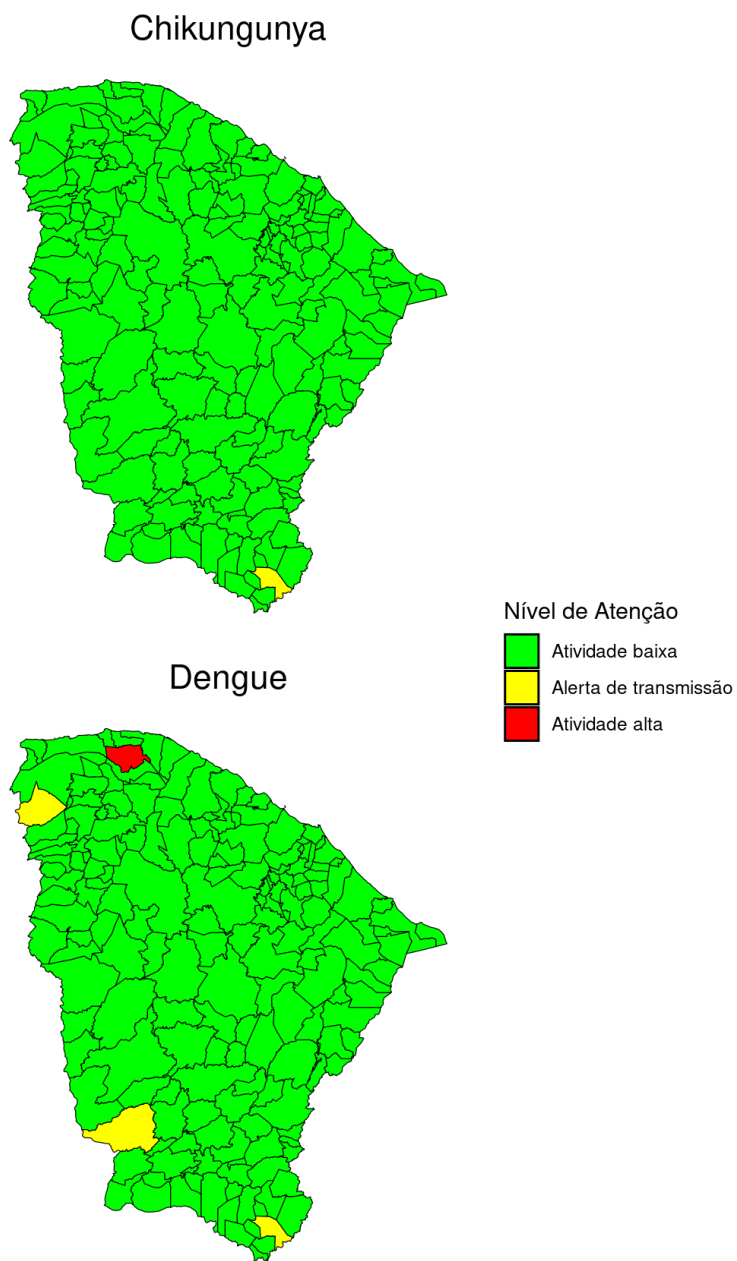 Chikungunya
Nível de Atenção
Atividade baixa
Alerta de transmissão
Atividade alta
Dengue